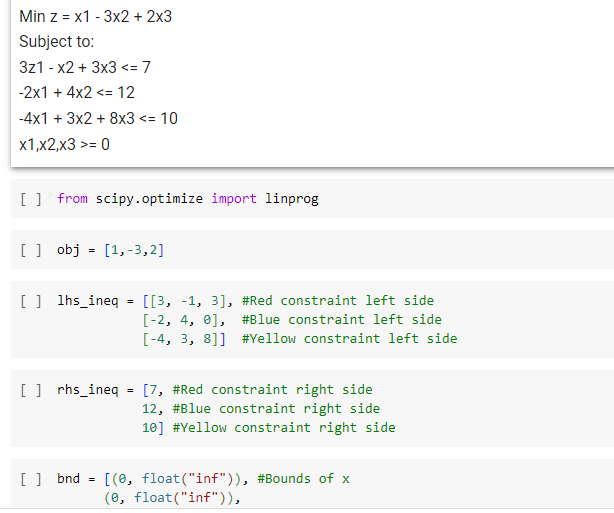 Min z = x1 - 3x2 + 2x3
Subject to:
3z1 - x2 + 3x3 <= 7
-2x1 + 4x2 <= 12
-4x1 + 3x2 + 8x3 <= 10
x1,x2,x3 >= 0
[ ] from scipy.optimize import linprog
[ ] obj = [1,-3,2]
[ ] lhs_ineq = [[3, -1, 3], #Red constraint left side
[-2, 4, 0], #Blue constraint left side
[-4, 3, 8]] #Yellow constraint left side
[ ] rhs_ineq = [7, #Red constraint right side
12, #Blue constraint right side
10] #Yellow constraint right side
[ ] bnd = [(0, float("inf")), #Bounds of x
(0, float("inf")),